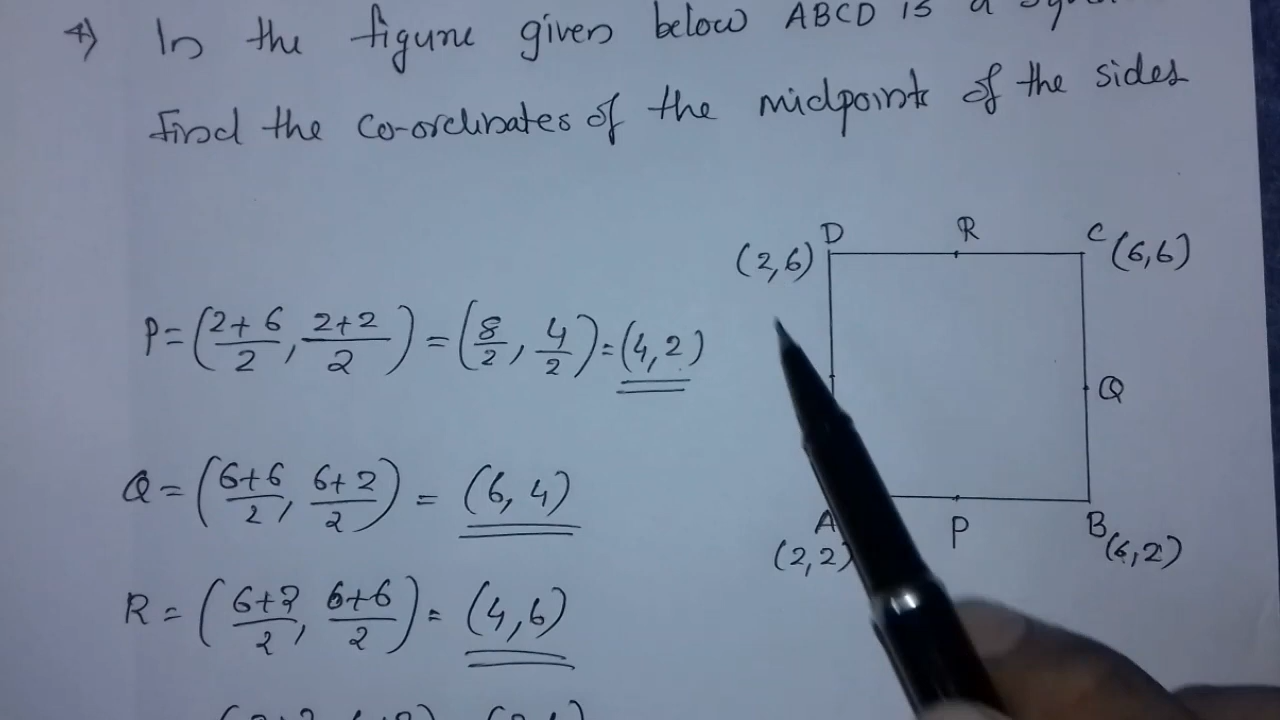 4) In the figure given below ABCD is a
Find the co-ordinates of the midpoints of the sides
D R C
(2,6) (6,6)
P = (2+6/2, 2+2/2) = (8/2, 4/2) = (4,2)
Q
Q = (6+6/2, 6+2/2) = (6,4)
A P B
(2,2) (6,2)
R = (6+2/2, 6+6/2) = (4,6)